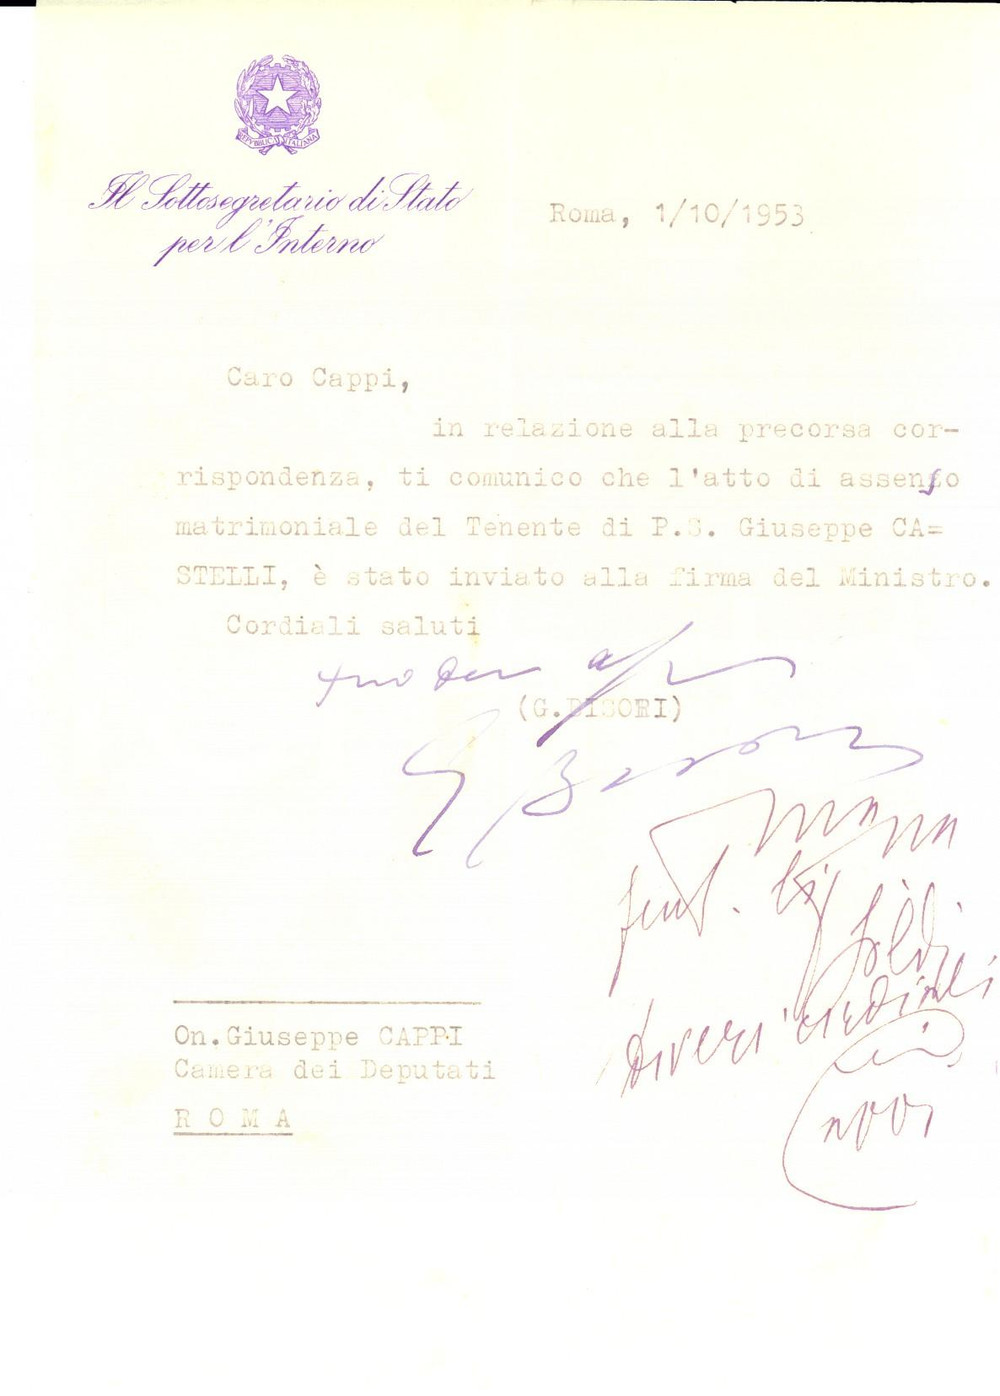 REPVBBLICA ITALIANA
Il Sottosegretario di Stato
per l'Interno
Roma, 1/10/1953
Caro Cappi,
in relazione alla precorsa cor-
rispondenza, ti comunico che l'atto di assenso
matrimoniale del Tenente di P.S. Giuseppe CA=
STELLI, è stato inviato alla firma del Ministro.
Cordiali saluti
(G.BISORI)
G Bisori
On.Giuseppe CAPPI
Camera dei Deputati
R O M A